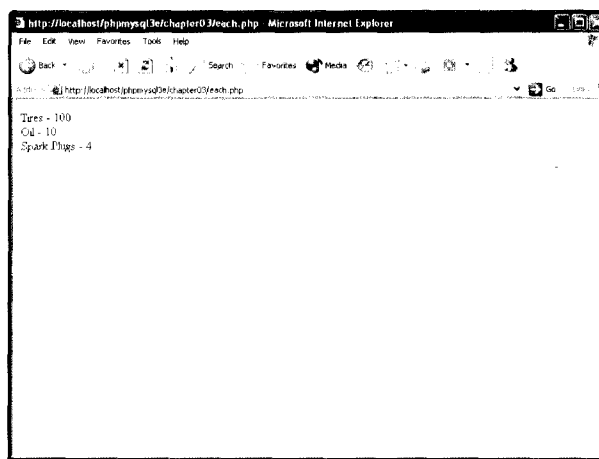 http://localhost/phpmysql3e/chapter03/each.php - Microsoft Internet Explorer
File Edit View Favorites Tools Help
Back Search Favorites Media
http://localhost/phpmysql3e/chapter03/each.php Go
Tires - 100
Oil - 10
Spark Plugs - 4